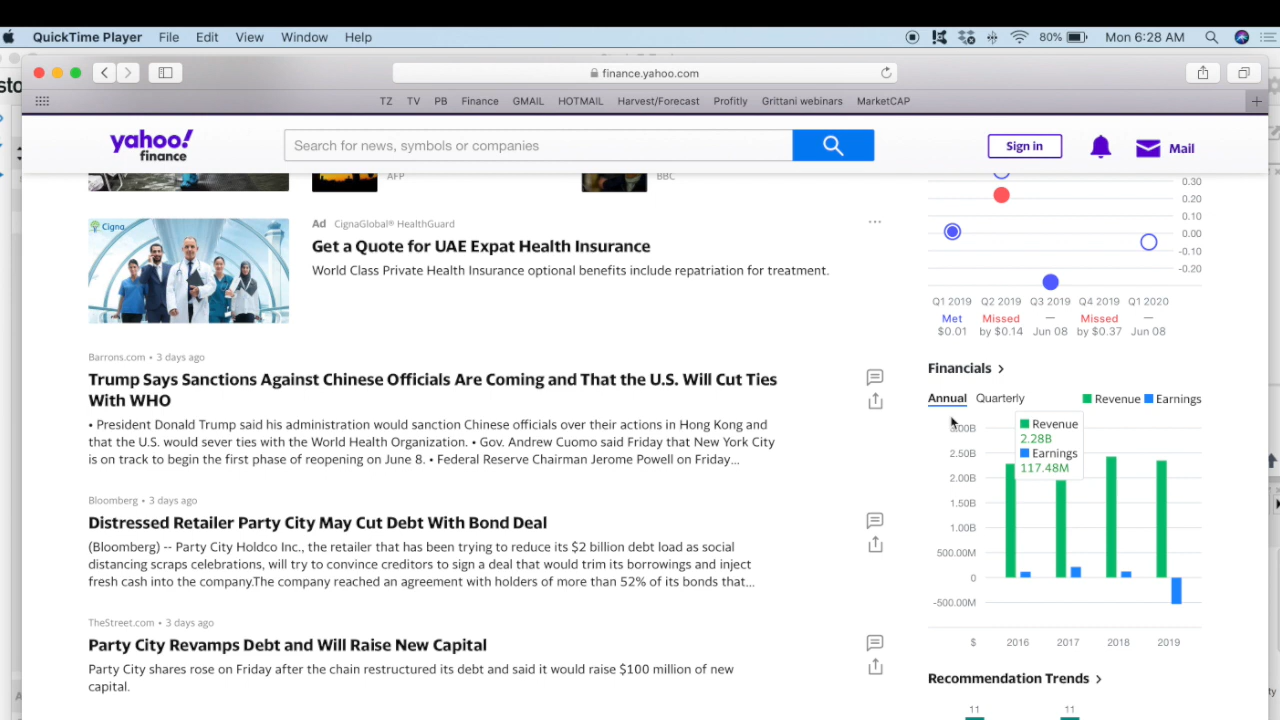 QuickTime Player File Edit View Window Help 80% Mon 6:28 AM
finance.yahoo.com
TZ TV PB Finance GMAIL HOTMAIL Harvest/Forecast Profitly Grittani webinars MarketCAP
yahoo! finance
Search for news, symbols or companies
Sign in
Mail
AFP
BBC
Cigna
Ad CignaGlobal® HealthGuard
Get a Quote for UAE Expat Health Insurance
World Class Private Health Insurance optional benefits include repatriation for treatment.
Barrons.com • 3 days ago
Trump Says Sanctions Against Chinese Officials Are Coming and That the U.S. Will Cut Ties
With WHO
• President Donald Trump said his administration would sanction Chinese officials over their actions in Hong Kong and
that the U.S. would sever ties with the World Health Organization. • Gov. Andrew Cuomo said Friday that New York City
is on track to begin the first phase of reopening on June 8. • Federal Reserve Chairman Jerome Powell on Friday...
Bloomberg • 3 days ago
Distressed Retailer Party City May Cut Debt With Bond Deal
(Bloomberg) -- Party City Holdco Inc., the retailer that has been trying to reduce its $2 billion debt load as social
distancing scraps celebrations, will try to convince creditors to sign a deal that would trim its borrowings and inject
fresh cash into the company.The company reached an agreement with holders of more than 52% of its bonds that...
TheStreet.com • 3 days ago
Party City Revamps Debt and Will Raise New Capital
Party City shares rose on Friday after the chain restructured its debt and said it would raise $100 million of new
capital.
0.30
0.20
0.10
0.00
-0.10
-0.20
Q1 2019 Q2 2019 Q3 2019 Q4 2019 Q1 2020
Met Missed — Missed —
$0.01 by $0.14 Jun 08 by $0.37 Jun 08
Financials
Annual Quarterly Revenue Earnings
Revenue
2.28B
Earnings
117.48M
2.50B
2.00B
1.50B
1.00B
500.00M
0
-500.00M
$ 2016 2017 2018 2019
Recommendation Trends
11 11